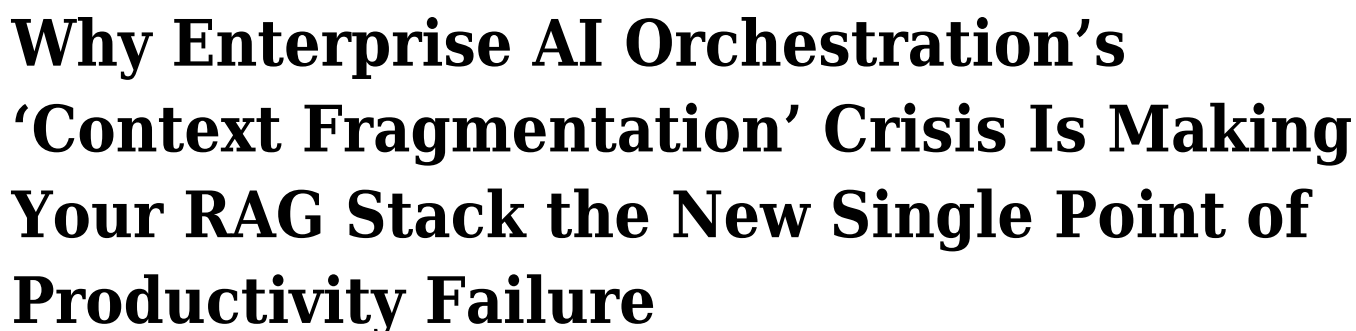 Why Enterprise AI Orchestration’s
‘Context Fragmentation’ Crisis Is Making
Your RAG Stack the New Single Point of
Productivity Failure